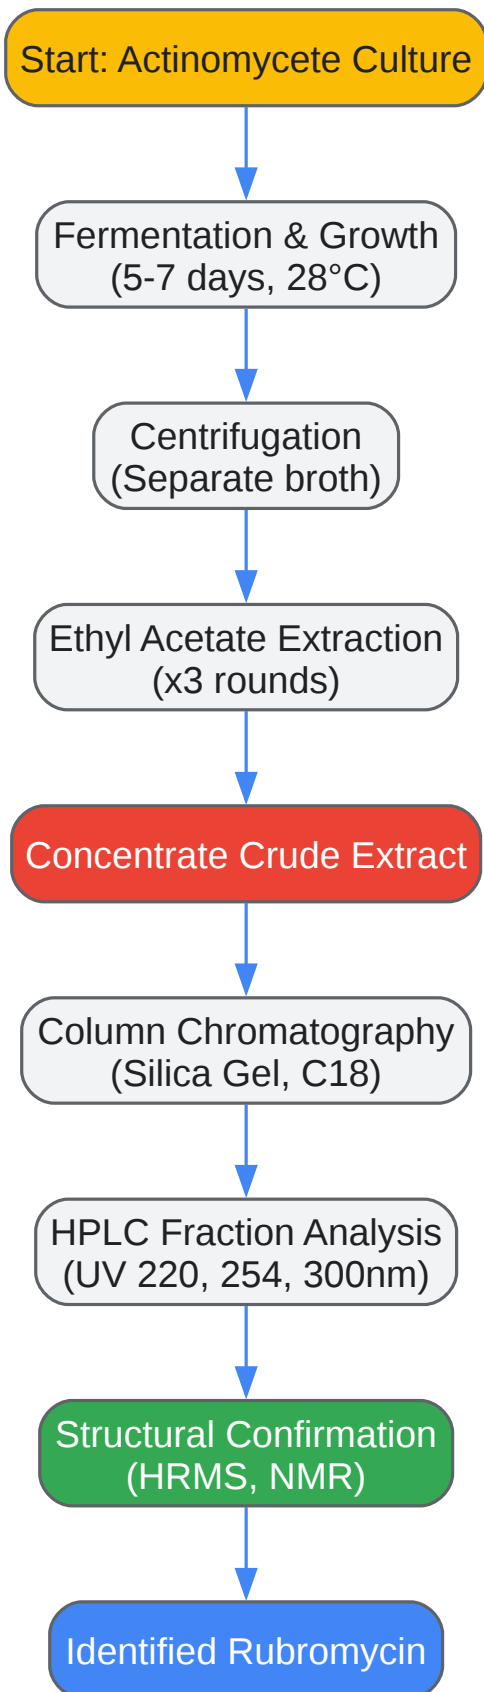 Start: Actinomycete Culture
Fermentation & Growth
(5-7 days, 28°C)
Centrifugation
(Separate broth)
Ethyl Acetate Extraction
(x3 rounds)
Concentrate Crude Extract
Column Chromatography
(Silica Gel, C18)
HPLC Fraction Analysis
(UV 220, 254, 300nm)
Structural Confirmation
(HRMS, NMR)
Identified Rubromycin